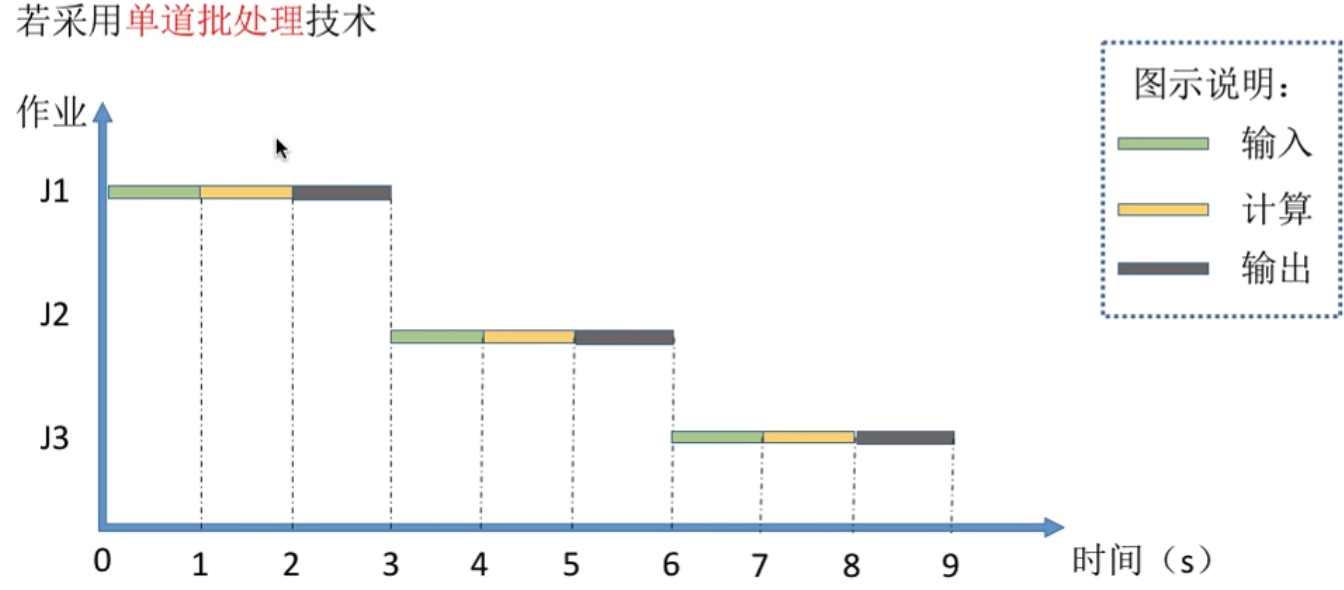 若采用单道批处理技术
作业
J1
J2
J3
0 1 2 3 4 5 6 7 8 9
时间（s）
图示说明：
输入
计算
输出